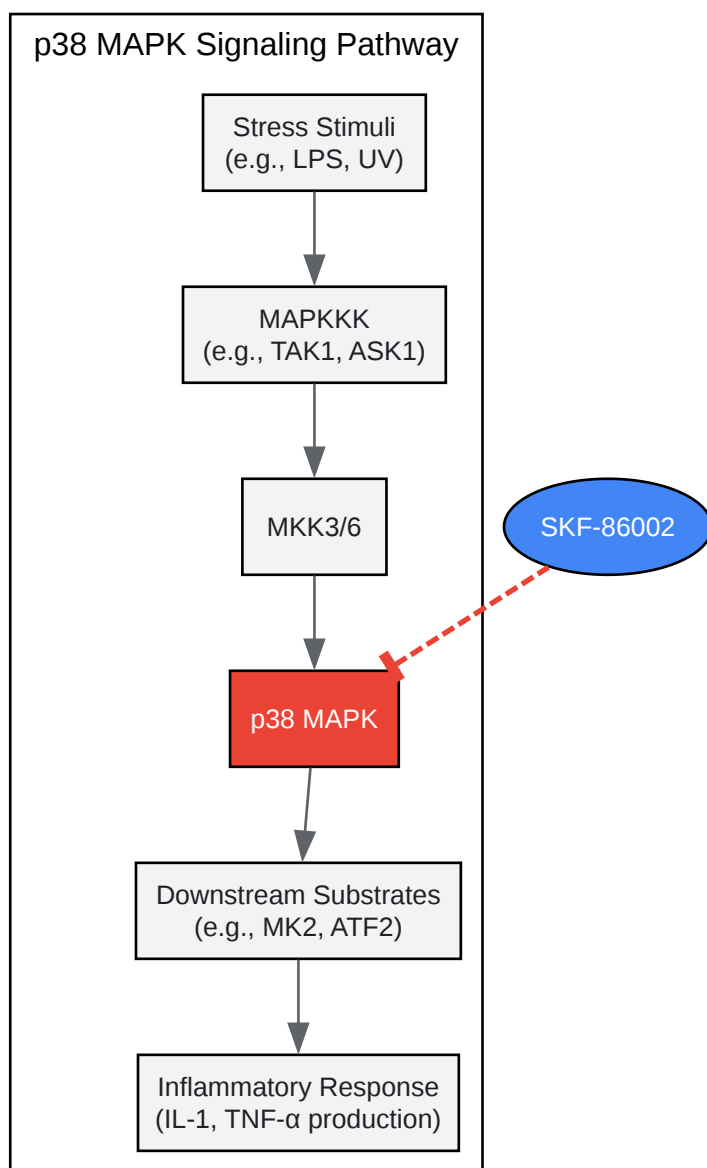 p38 MAPK Signaling Pathway
Stress Stimuli
(e.g., LPS, UV)
MAPKKK
(e.g., TAK1, ASK1)
MKK3/6
SKF-86002
p38 MAPK
Downstream Substrates
(e.g., MK2, ATF2)
Inflammatory Response
(IL-1, TNF-α production)